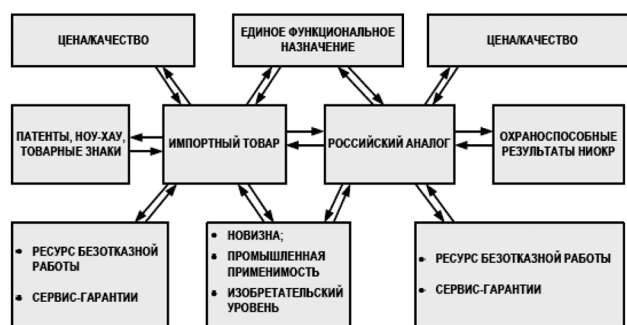 ЦЕНА/КАЧЕСТВО
ЕДИНОЕ ФУНКЦИОНАЛЬНОЕ
НАЗНАЧЕНИЕ
ЦЕНА/КАЧЕСТВО
ПАТЕНТЫ, НОУ-ХАУ,
ТОВАРНЫЕ ЗНАКИ
ИМПОРТНЫЙ ТОВАР
РОССИЙСКИЙ АНАЛОГ
ОХРАНОСПОСОБНЫЕ
РЕЗУЛЬТАТЫ НИОКР
• РЕСУРС БЕЗОТКАЗНОЙ
РАБОТЫ
• СЕРВИС-ГАРАНТИИ
• НОВИЗНА;
• ПРОМЫШЛЕННАЯ
ПРИМЕНИМОСТЬ
• ИЗОБРЕТАТЕЛЬСКИЙ
УРОВЕНЬ
• РЕСУРС БЕЗОТКАЗНОЙ РАБОТЫ
• СЕРВИС-ГАРАНТИИ